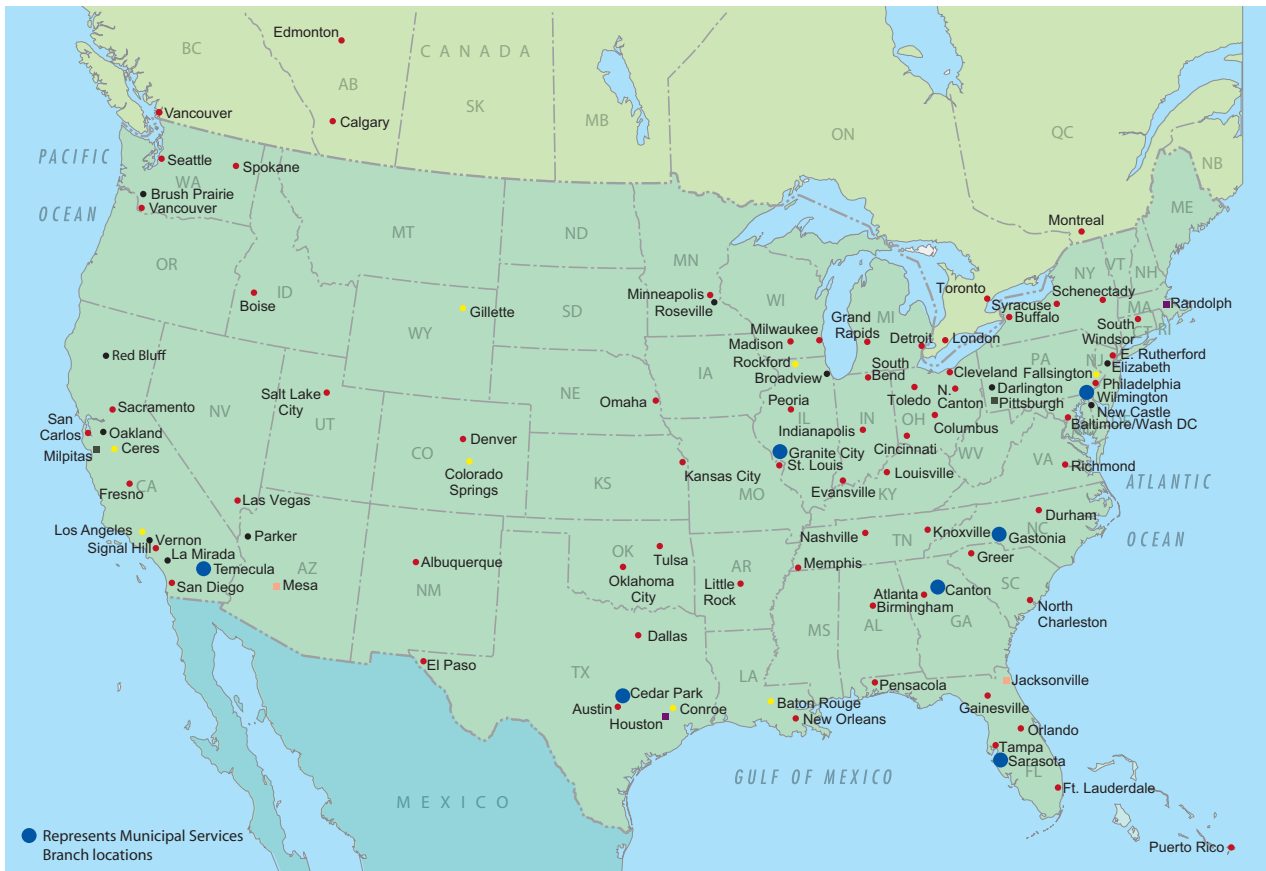 Edmonton
BC
CANADA
AB
SK
MB
ON
QC
NB
Vancouver
Calgary
PACIFIC
OCEAN
Seattle
Spokane
WA
Brush Prairie
Vancouver
ME
Montreal
MT
ND
MN
OR
ID
Boise
NY
VT
NH
Toronto
Schenectady
Syracuse
Buffalo
MA
Randolph
Minneapolis
Roseville
WI
MI
Gillette
SD
WY
Milwaukee
Madison
Grand
Rapids
Detroit
London
South
Windsor
CT
RI
Red Bluff
Rockford
Broadview
South
Bend
PA
NJ
E. Rutherford
Elizabeth
Fallsington
Cleveland
Darlington
Pittsburgh
Philadelphia
Wilmington
New Castle
Baltimore/Wash DC
IA
NE
Omaha
Peoria
IL
IN
OH
Toledo
N.
Canton
Columbus
Salt Lake
City
NV
UT
Sacramento
San
Carlos
Oakland
Milpitas
Ceres
Denver
CO
Colorado
Springs
Indianapolis
Cincinnati
Granite City
St. Louis
WV
VA
Richmond
ATLANTIC
OCEAN
CA
Fresno
Las Vegas
KS
Kansas City
MO
Evansville
Louisville
KY
Durham
NC
Los Angeles
Vernon
Signal Hill
La Mirada
Temecula
San Diego
Parker
AZ
Mesa
Albuquerque
NM
OK
Tulsa
Oklahoma
City
AR
Little
Rock
Nashville
TN
Knoxville
Gastonia
Memphis
Greer
SC
Atlanta
Canton
Birmingham
North
Charleston
MS
AL
GA
Dallas
El Paso
TX
LA
Cedar Park
Austin
Conroe
Houston
Baton Rouge
New Orleans
Pensacola
Jacksonville
Gainesville
Orlando
Tampa
Sarasota
FL
Ft. Lauderdale
GULF OF MEXICO
MEXICO
Represents Municipal Services
Branch locations
Puerto Rico